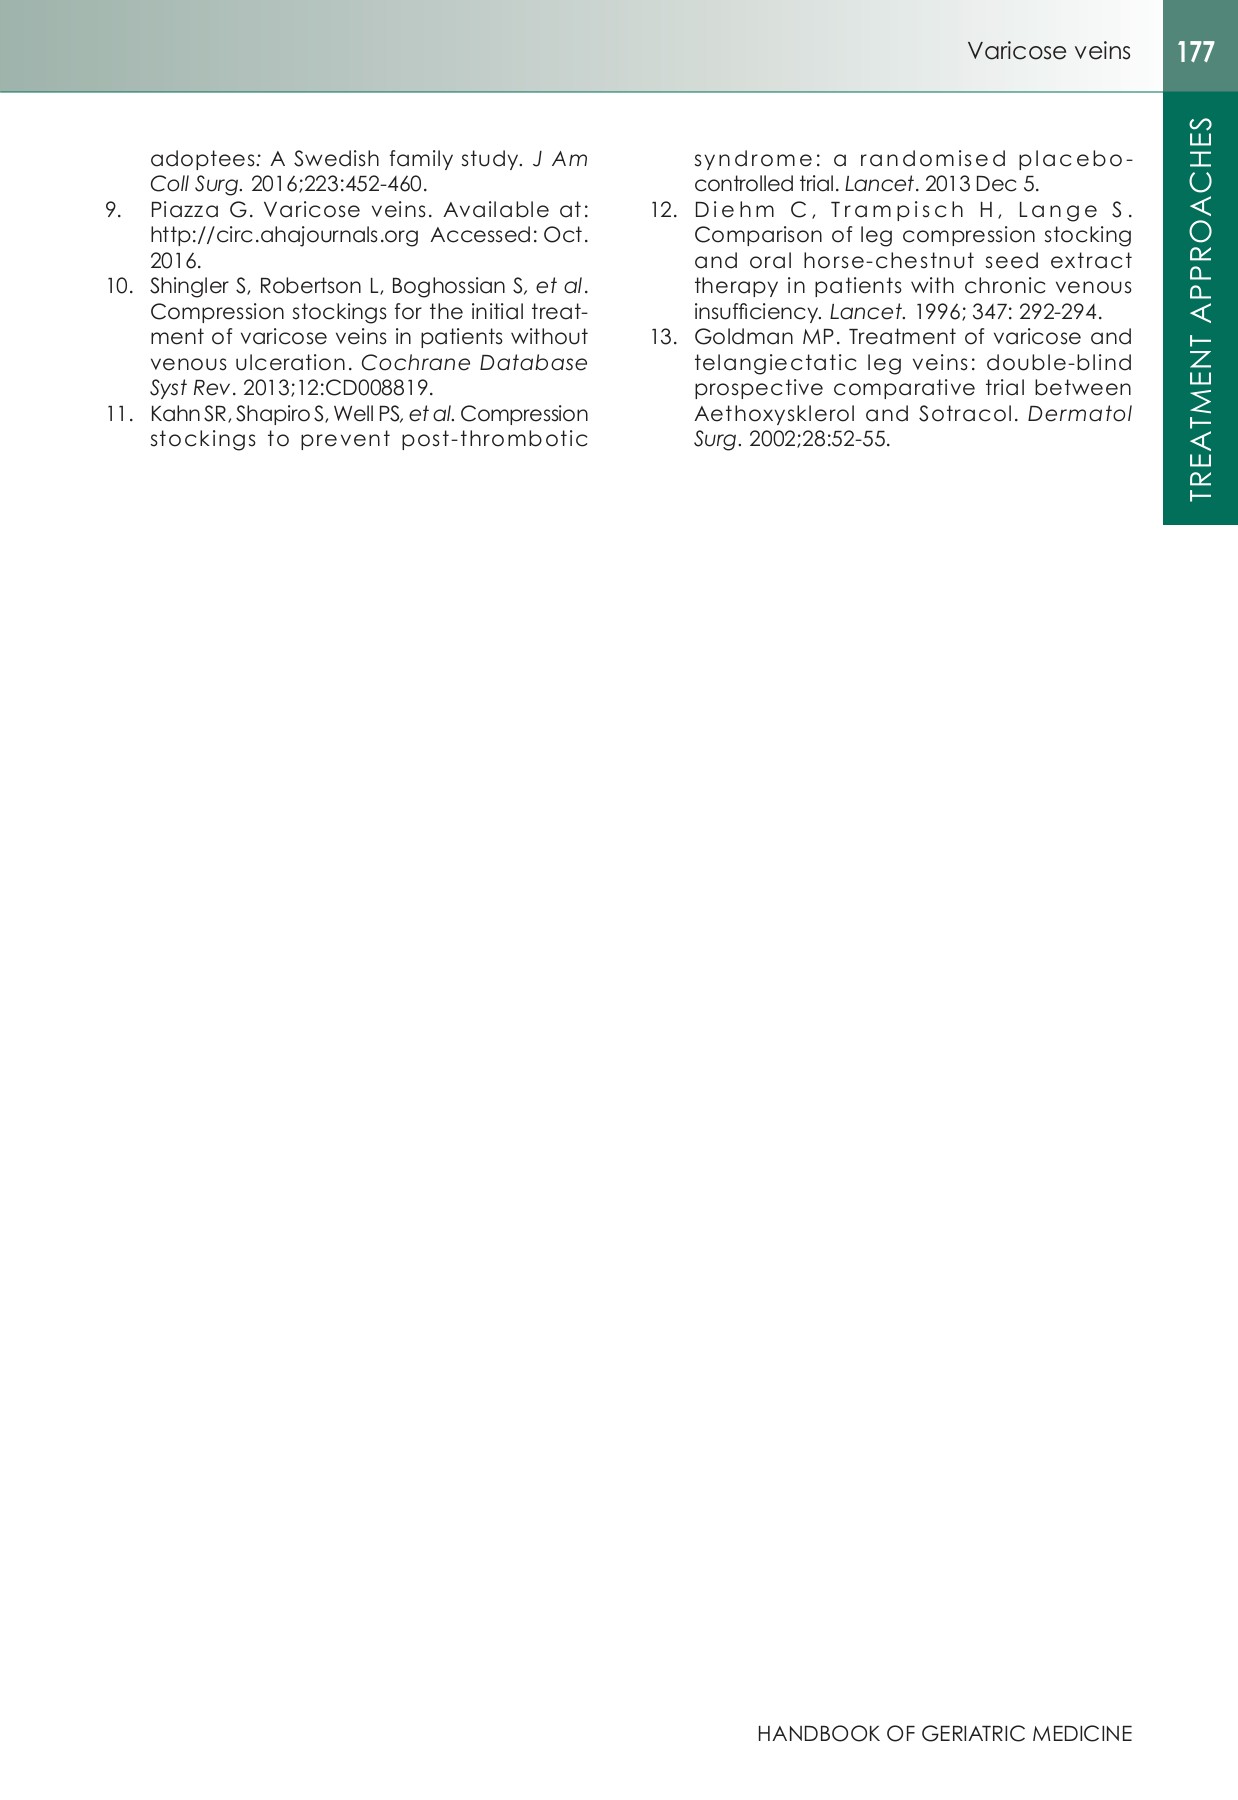 Varicose veins 177
TREATMENT APPROACHES
adoptees: A Swedish family study. J Am
Coll Surg. 2016;223:452-460.
9. Piazza G. Varicose veins. Available at:
http://circ.ahajournals.org Accessed: Oct.
2016.
10. Shingler S, Robertson L, Boghossian S, et al.
Compression stockings for the initial treat-
ment of varicose veins in patients without
venous ulceration. Cochrane Database
Syst Rev. 2013;12:CD008819.
11. Kahn SR, Shapiro S, Well PS, et al. Compression
stockings to prevent post-thrombotic
syndrome: a randomised placebo-
controlled trial. Lancet. 2013 Dec 5.
12. Diehm C, Trampisch H, Lange S.
Comparison of leg compression stocking
and oral horse-chestnut seed extract
therapy in patients with chronic venous
insufficiency. Lancet. 1996; 347: 292-294.
13. Goldman MP. Treatment of varicose and
telangiectatic leg veins: double-blind
prospective comparative trial between
Aethoxysklerol and Sotracol. Dermatol
Surg. 2002;28:52-55.
HANDBOOK OF GERIATRIC MEDICINE